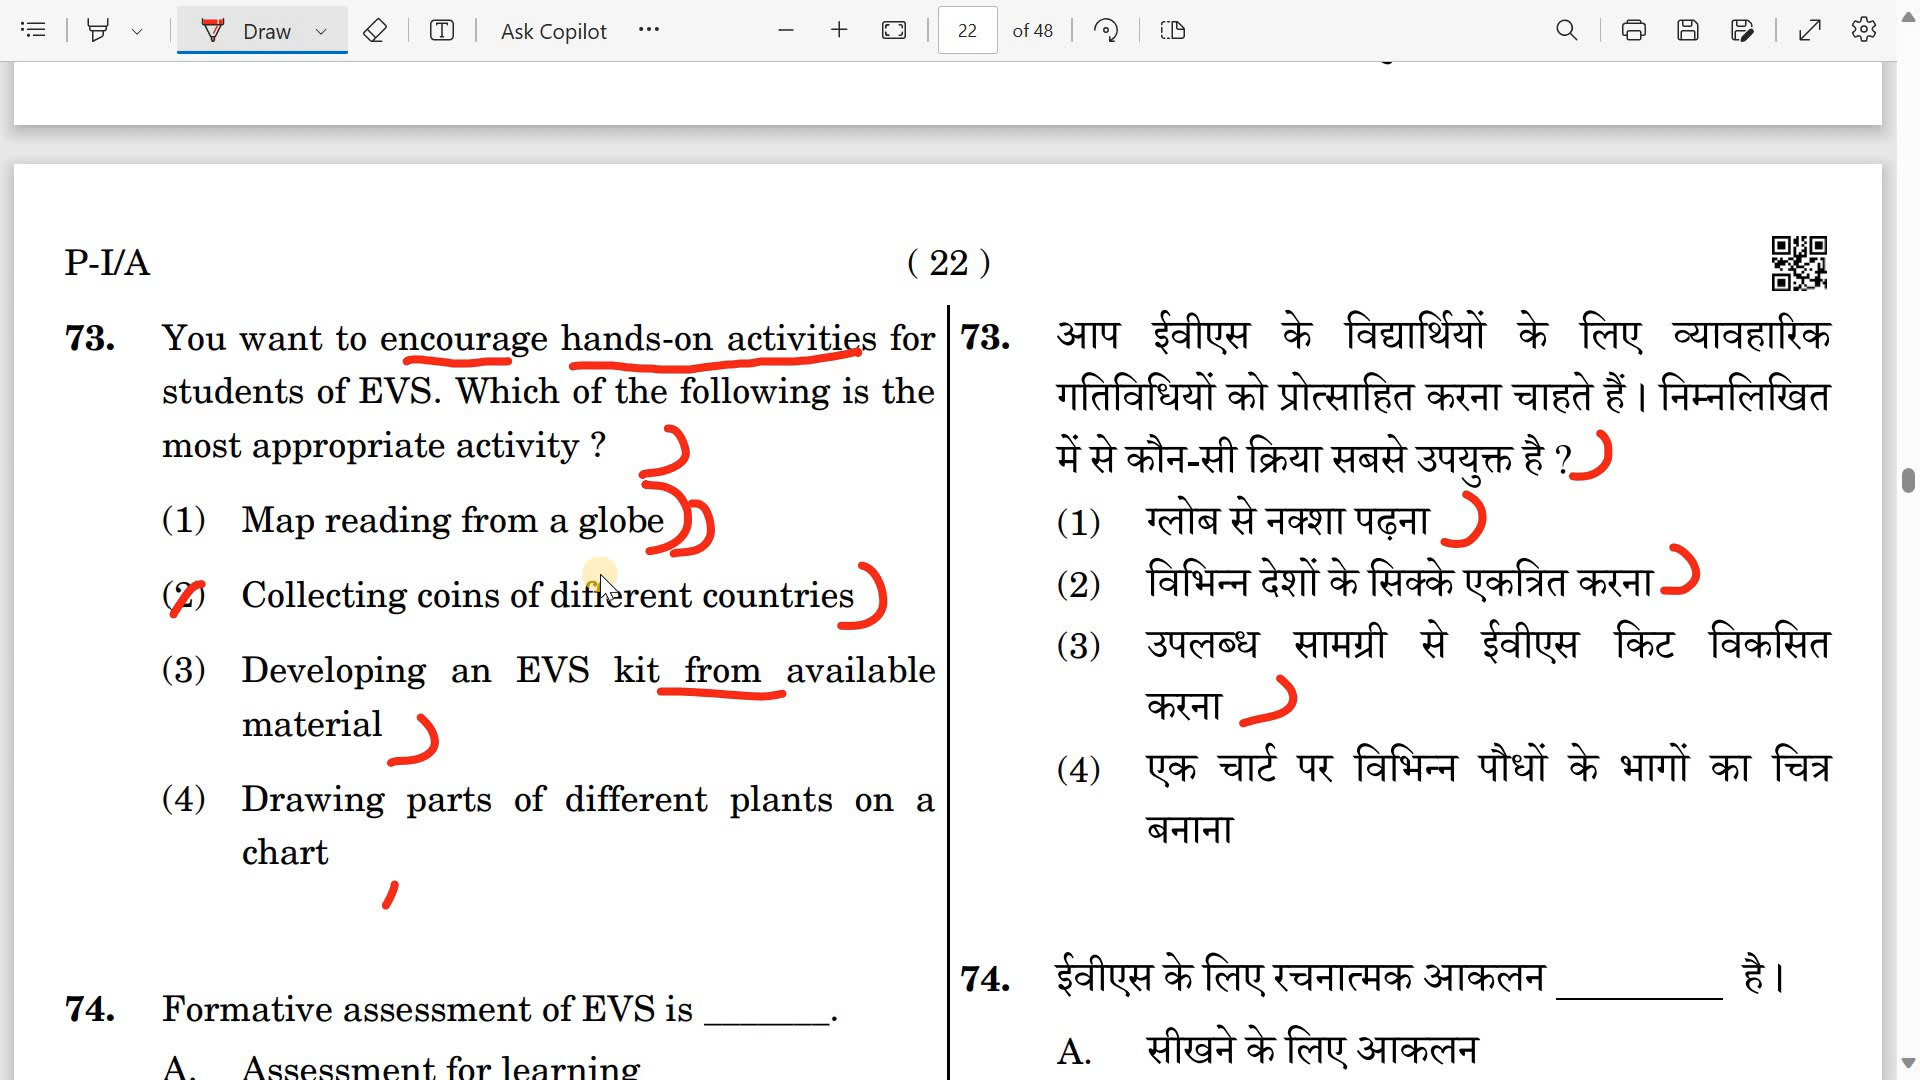 Draw
Ask Copilot
22
of 48
P-I/A
( 22 )
73. You want to encourage hands-on activities for
students of EVS. Which of the following is the
most appropriate activity ?
(1) Map reading from a globe
(2) Collecting coins of different countries
(3) Developing an EVS kit from available
material
(4) Drawing parts of different plants on a
chart
74. Formative assessment of EVS is ________.
A. Assessment for learning
73. आप ईवीएस के विद्यार्थियों के लिए व्यावहारिक
गतिविधियों को प्रोत्साहित करना चाहते हैं । निम्नलिखित
में से कौन-सी क्रिया सबसे उपयुक्त है ?
(1) ग्लोब से नक्शा पढ़ना
(2) विभिन्न देशों के सिक्के एकत्रित करना
(3) उपलब्ध सामग्री से ईवीएस किट विकसित
करना
(4) एक चार्ट पर विभिन्न पौधों के भागों का चित्र
बनाना
74. ईवीएस के लिए रचनात्मक आकलन __________ है ।
A. सीखने के लिए आकलन